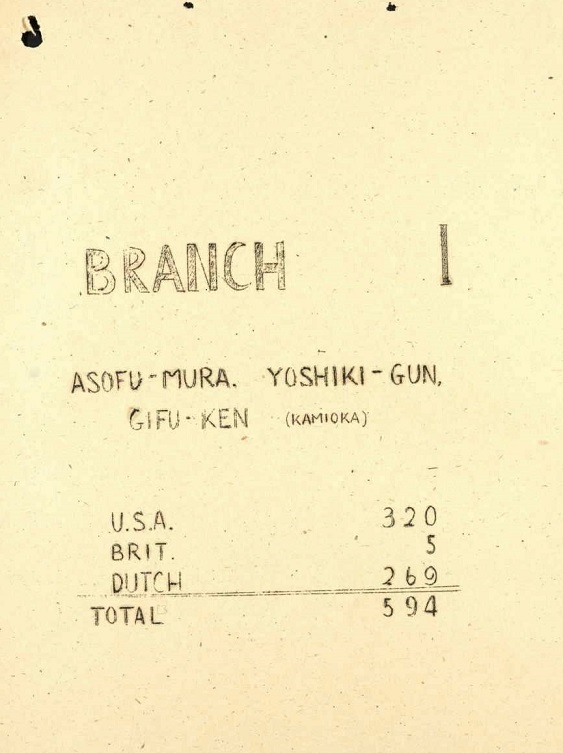 BRANCH I
ASOFU-MURA. YOSHIKI-GUN,
GIFU-KEN (KAMIOKA)
U.S.A. 320
BRIT. 5
DUTCH 269
TOTAL 594